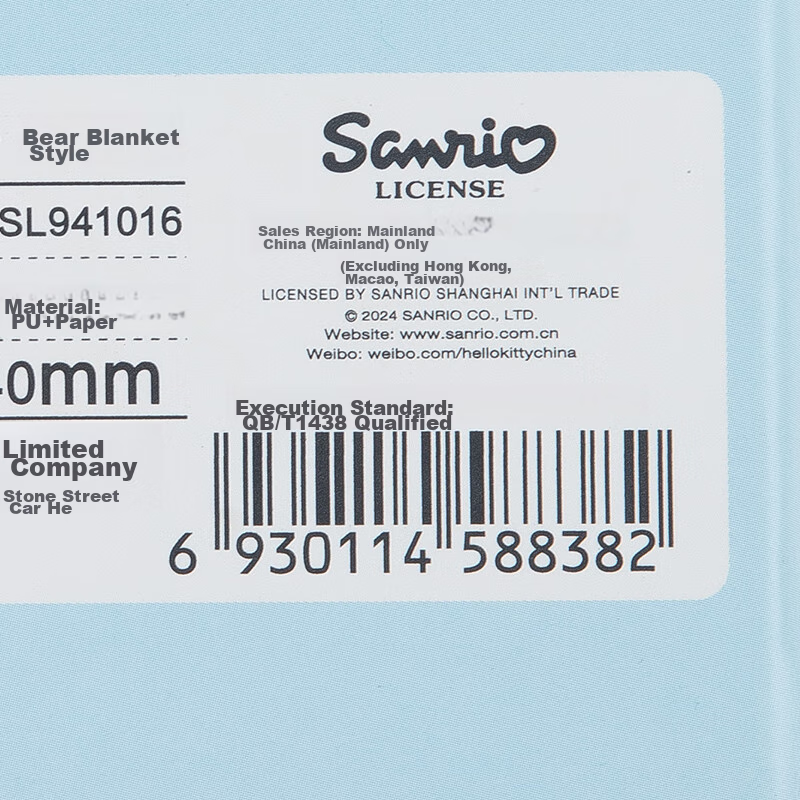 Bear Blanket
Style
SL941016
Material:
PU+Paper
0mm
Limited
Company
Stone Street
Car He
Sanrio
LICENSE
Sales Region: Mainland
China (Mainland) Only
(Excluding Hong Kong,
Macao, Taiwan)
LICENSED BY SANRIO SHANGHAI INT'L TRADE
© 2024 SANRIO CO., LTD.
Website: www.sanrio.com.cn
Weibo: weibo.com/hellokittychina
Execution Standard:
QB/T1438 Qualified
6 930114 588382